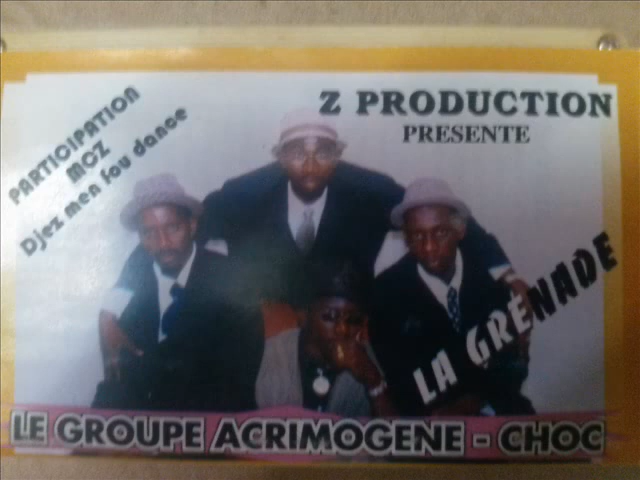 PARTICIPATION
MCZ
Djez men fou dance
Z PRODUCTION
PRESENTE
LA GRENADE
LE GROUPE ACRIMOGENE - CHOC